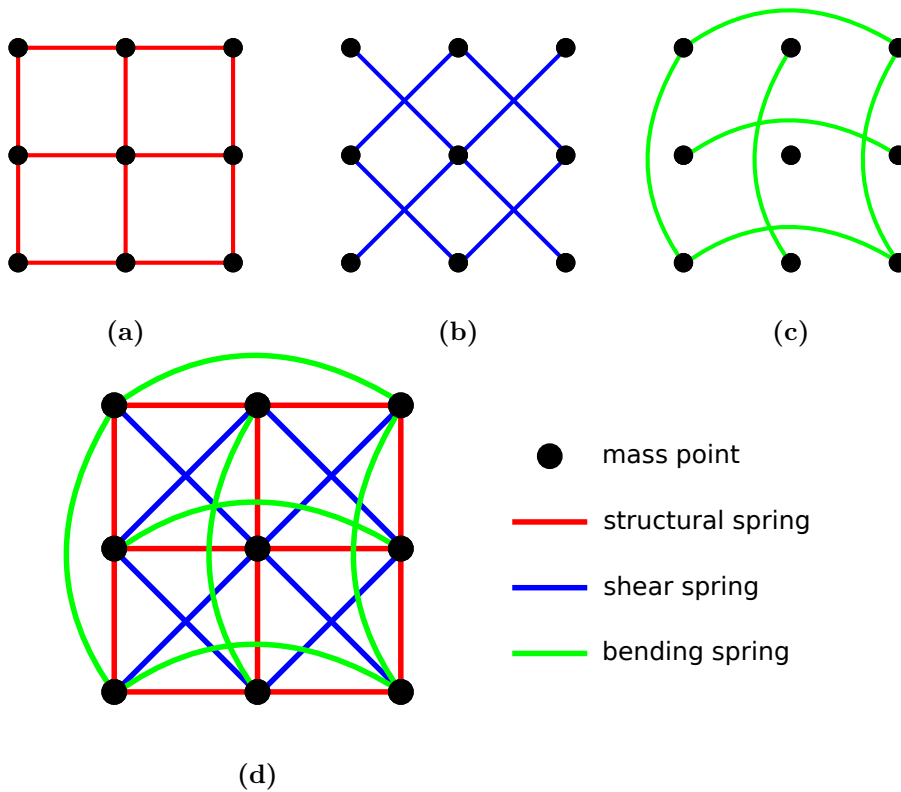 (a)
(b)
(c)
mass point
structural spring
shear spring
bending spring
(d)